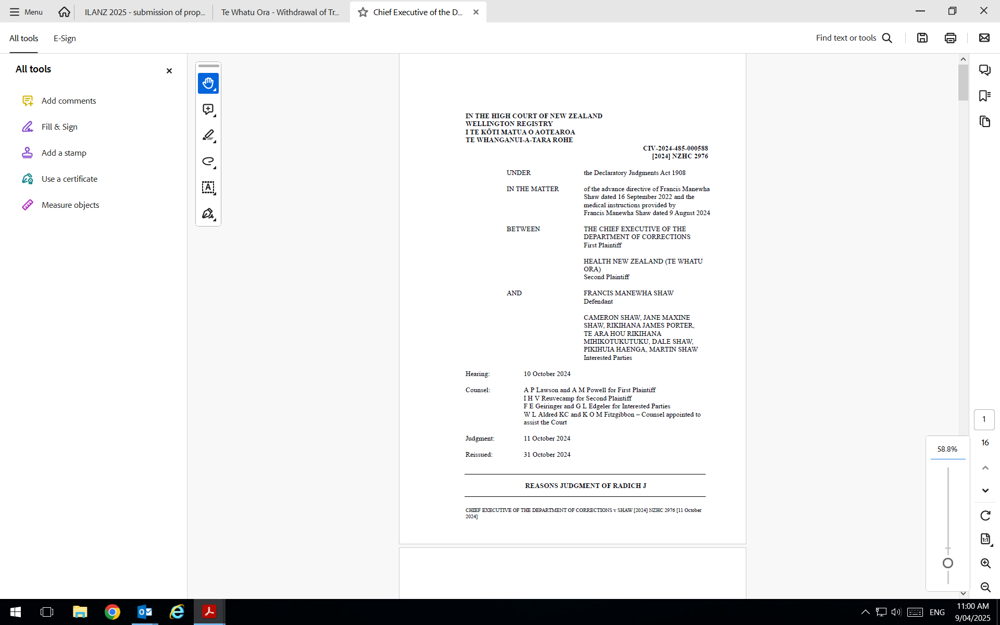 Menu
ILANZ 2025 - submission of prop...
Te Whatu Ora - Withdrawal of Tr...
Chief Executive of the D...
All tools
E-Sign
Find text or tools
All tools
Add comments
Fill & Sign
Add a stamp
Use a certificate
Measure objects
IN THE HIGH COURT OF NEW ZEALAND
WELLINGTON REGISTRY
I TE KŌTI MATUA O AOTEAROA
TE WHANGANUI-A-TARA ROHE
CIV-2024-485-000588
[2024] NZHC 2976
UNDER the Declaratory Judgments Act 1908
IN THE MATTER of the advance directive of Francis Manewha
Shaw dated 16 September 2022 and the
medical instructions provided by
Francis Manewha Shaw dated 9 August 2024
BETWEEN THE CHIEF EXECUTIVE OF THE
DEPARTMENT OF CORRECTIONS
First Plaintiff
HEALTH NEW ZEALAND (TE WHATU
ORA)
Second Plaintiff
AND FRANCIS MANEWHA SHAW
Defendant
CAMERON SHAW, JANE MAXINE
SHAW, RIKIHANA JAMES PORTER,
TE ARA HOU RIKIHANA
MIHIKOTUKUTUKU, DALE SHAW,
PIKIHUIA HAENGA, MARTIN SHAW
Interested Parties
Hearing: 10 October 2024
Counsel: A P Lawson and A M Powell for First Plaintiff
I H V Reuvecamp for Second Plaintiff
F E Geiringer and G L Edgeler for Interested Parties
W L Aldred KC and K O M Fitzgibbon – Counsel appointed to
assist the Court
Judgment: 11 October 2024
Reissued: 31 October 2024
REASONS JUDGMENT OF RADICH J
CHIEF EXECUTIVE OF THE DEPARTMENT OF CORRECTIONS v SHAW [2024] NZHC 2976 [11 October
2024]
1
16
58.8%
1:1
ENG
11:00 AM
9/04/2025